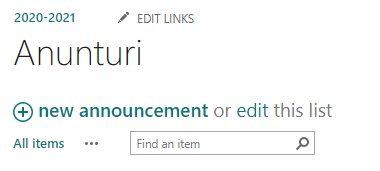 2020-2021 EDIT LINKS
Anunturi
new announcement or edit this list
All items ••• Find an item